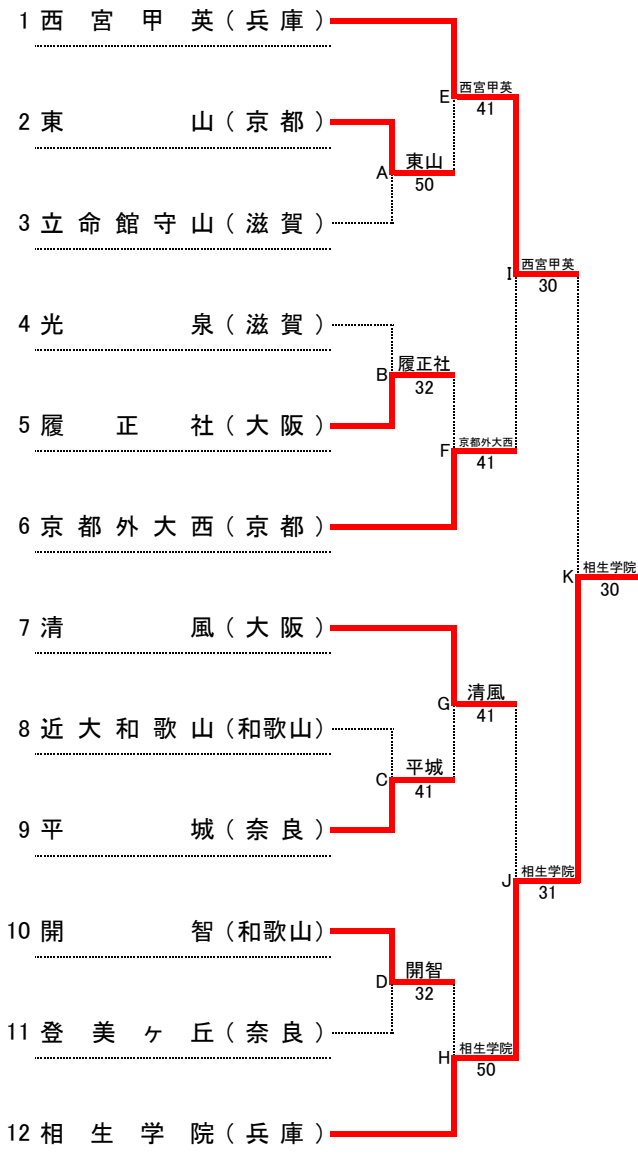 1 西宮甲英(兵庫)
E 西宮甲英
41
2 東山(京都)
A 東山
50
3 立命館守山(滋賀)
I 西宮甲英
30
4 光泉(滋賀)
B 履正社
32
5 履正社(大阪)
F 京都外大西
41
6 京都外大西(京都)
K 相生学院
30
7 清風(大阪)
G 清風
41
8 近大和歌山(和歌山)
C 平城
41
9 平城(奈良)
J 相生学院
31
10 開智(和歌山)
D 開智
32
11 登美ヶ丘(奈良)
H 相生学院
50
12 相生学院(兵庫)